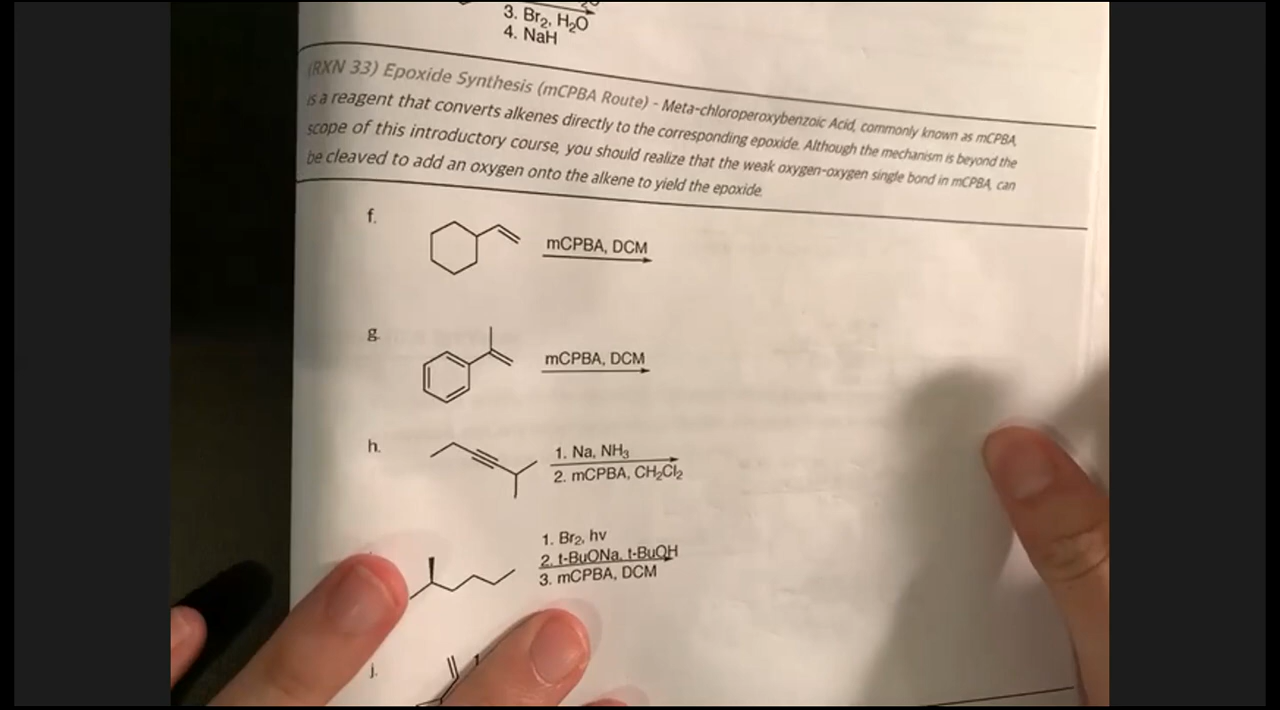 3. Br2, H2O
4. NaH
(RXN 33) Epoxide Synthesis (mCPBA Route) - Meta-chloroperoxybenzoic Acid, commonly known as mCPBA,
is a reagent that converts alkenes directly to the corresponding epoxide. Although the mechanism is beyond the
scope of this introductory course, you should realize that the weak oxygen-oxygen single bond in mCPBA, can
be cleaved to add an oxygen onto the alkene to yield the epoxide.
f.
mCPBA, DCM
g.
mCPBA, DCM
h.
1. Na, NH3
2. mCPBA, CH2Cl2
1. Br2, hv
2. t-BuONa, t-BuOH
3. mCPBA, DCM
j.